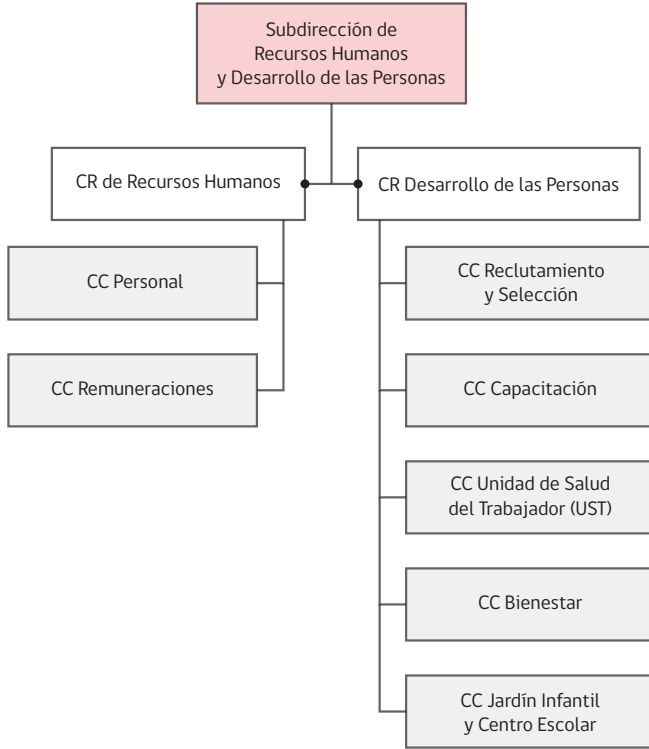 Subdirección de
Recursos Humanos
y Desarrollo de las Personas
CR de Recursos Humanos
CR Desarrollo de las Personas
CC Personal
CC Remuneraciones
CC Reclutamiento
y Selección
CC Capacitación
CC Unidad de Salud
del Trabajador (UST)
CC Bienestar
CC Jardín Infantil
y Centro Escolar